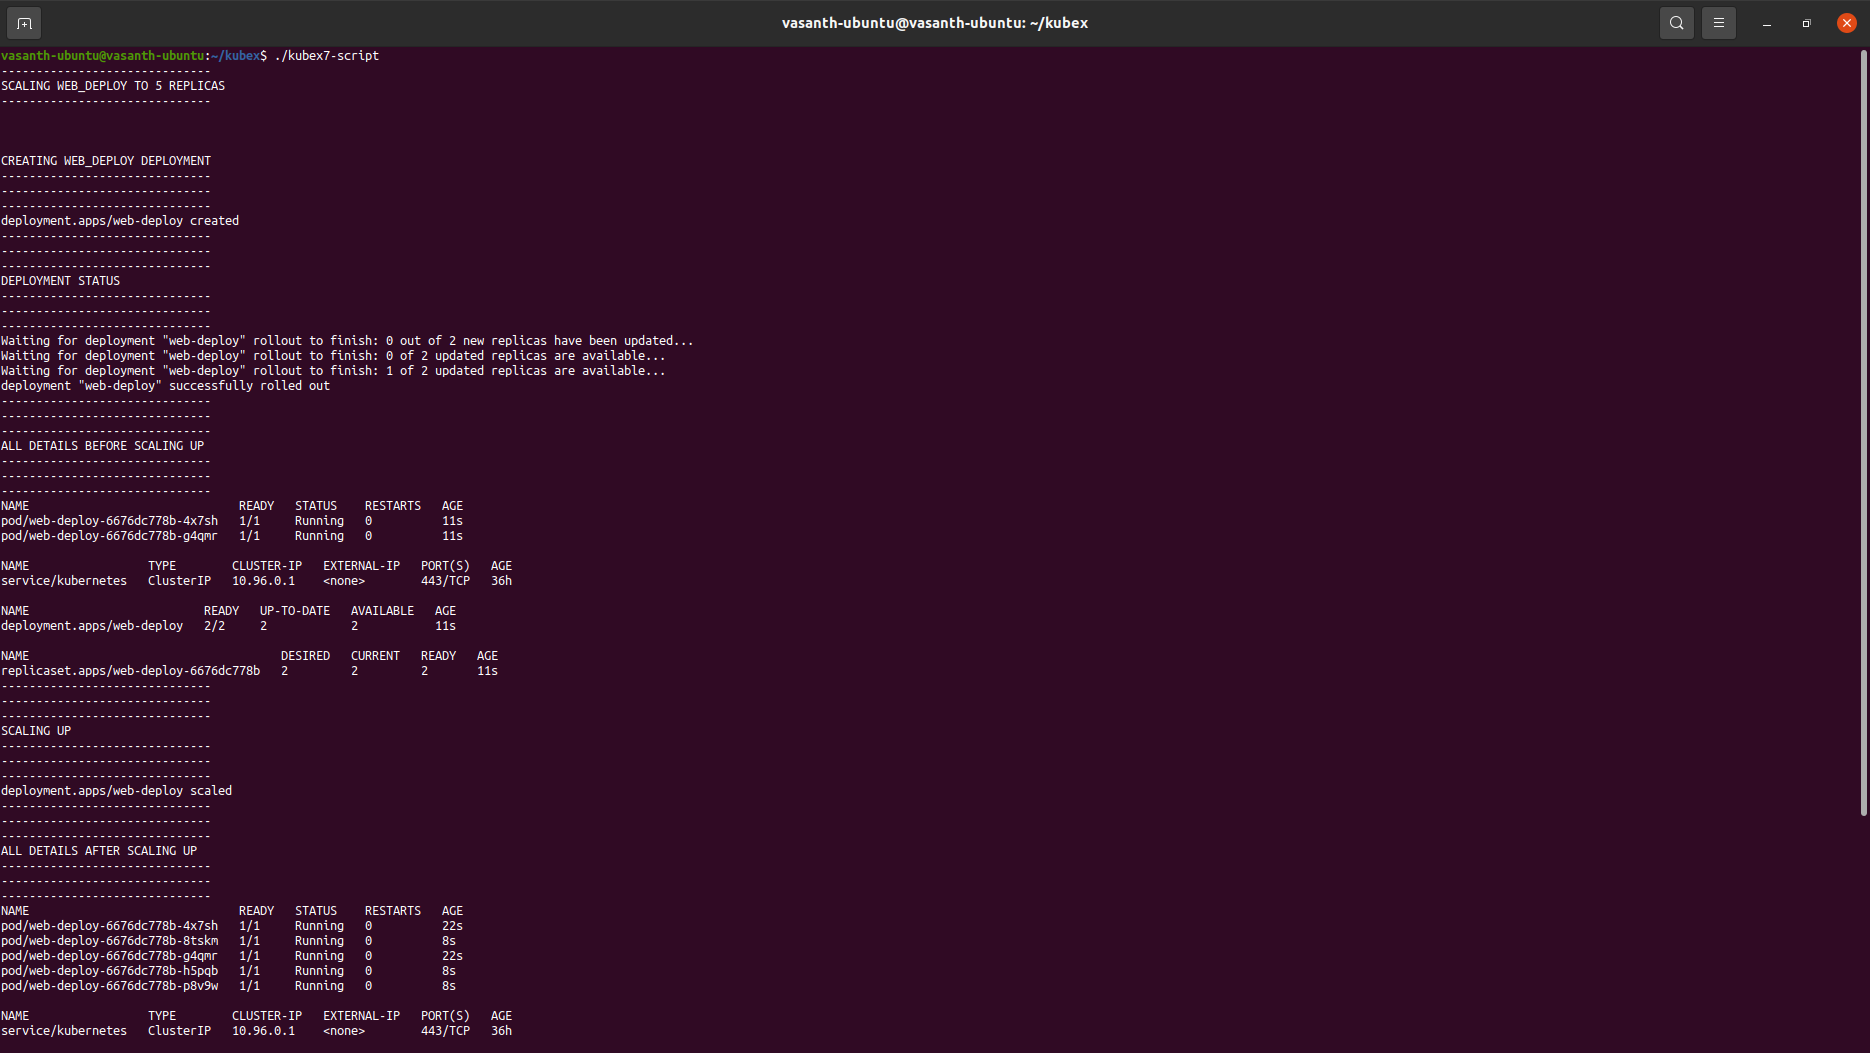 vasanth-ubuntu@vasanth-ubuntu: ~/kubex
vasanth-ubuntu@vasanth-ubuntu:~/kubex$ ./kubex7-script
------------------------------
SCALING WEB_DEPLOY TO 5 REPLICAS
------------------------------
CREATING WEB_DEPLOY DEPLOYMENT
------------------------------
------------------------------
------------------------------
deployment.apps/web-deploy created
------------------------------
------------------------------
------------------------------
DEPLOYMENT STATUS
------------------------------
------------------------------
------------------------------
Waiting for deployment "web-deploy" rollout to finish: 0 out of 2 new replicas have been updated...
Waiting for deployment "web-deploy" rollout to finish: 0 of 2 updated replicas are available...
Waiting for deployment "web-deploy" rollout to finish: 1 of 2 updated replicas are available...
deployment "web-deploy" successfully rolled out
------------------------------
------------------------------
------------------------------
ALL DETAILS BEFORE SCALING UP
------------------------------
------------------------------
------------------------------
NAME                              READY   STATUS    RESTARTS   AGE
pod/web-deploy-6676dc778b-4x7sh   1/1     Running   0          11s
pod/web-deploy-6676dc778b-g4qmr   1/1     Running   0          11s
NAME                 TYPE        CLUSTER-IP   EXTERNAL-IP   PORT(S)   AGE
service/kubernetes   ClusterIP   10.96.0.1    <none>        443/TCP   36h
NAME                         READY   UP-TO-DATE   AVAILABLE   AGE
deployment.apps/web-deploy   2/2     2            2           11s
NAME                                    DESIRED   CURRENT   READY   AGE
replicaset.apps/web-deploy-6676dc778b   2         2         2       11s
------------------------------
------------------------------
------------------------------
SCALING UP
------------------------------
------------------------------
------------------------------
deployment.apps/web-deploy scaled
------------------------------
------------------------------
------------------------------
ALL DETAILS AFTER SCALING UP
------------------------------
------------------------------
------------------------------
NAME                              READY   STATUS    RESTARTS   AGE
pod/web-deploy-6676dc778b-4x7sh   1/1     Running   0          22s
pod/web-deploy-6676dc778b-8tskm   1/1     Running   0          8s
pod/web-deploy-6676dc778b-g4qmr   1/1     Running   0          22s
pod/web-deploy-6676dc778b-h5pqb   1/1     Running   0          8s
pod/web-deploy-6676dc778b-p8v9w   1/1     Running   0          8s
NAME                 TYPE        CLUSTER-IP   EXTERNAL-IP   PORT(S)   AGE
service/kubernetes   ClusterIP   10.96.0.1    <none>        443/TCP   36h